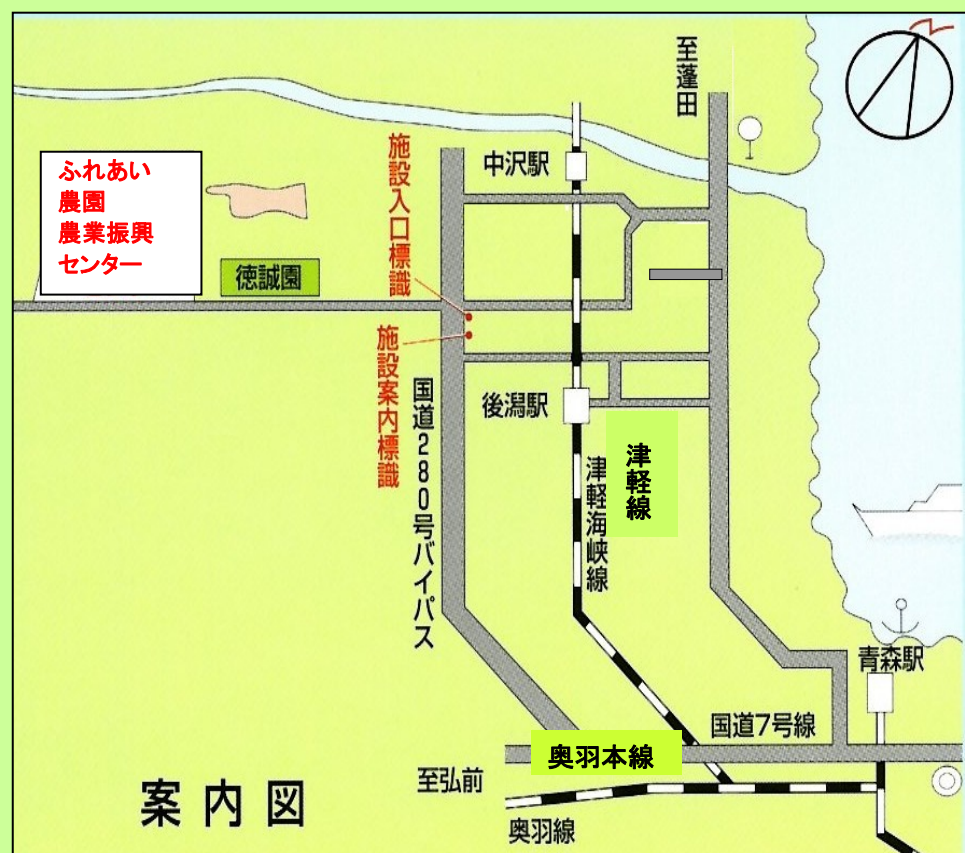 至蓬田
中沢駅
施設入口標識
ふれあい
農園
農業振興
センター
徳誠園
施設案内標識
国道280号バイパス
後潟駅
津軽海峡線
津軽線
青森駅
国道7号線
奥羽本線
至弘前
奥羽線
案内図